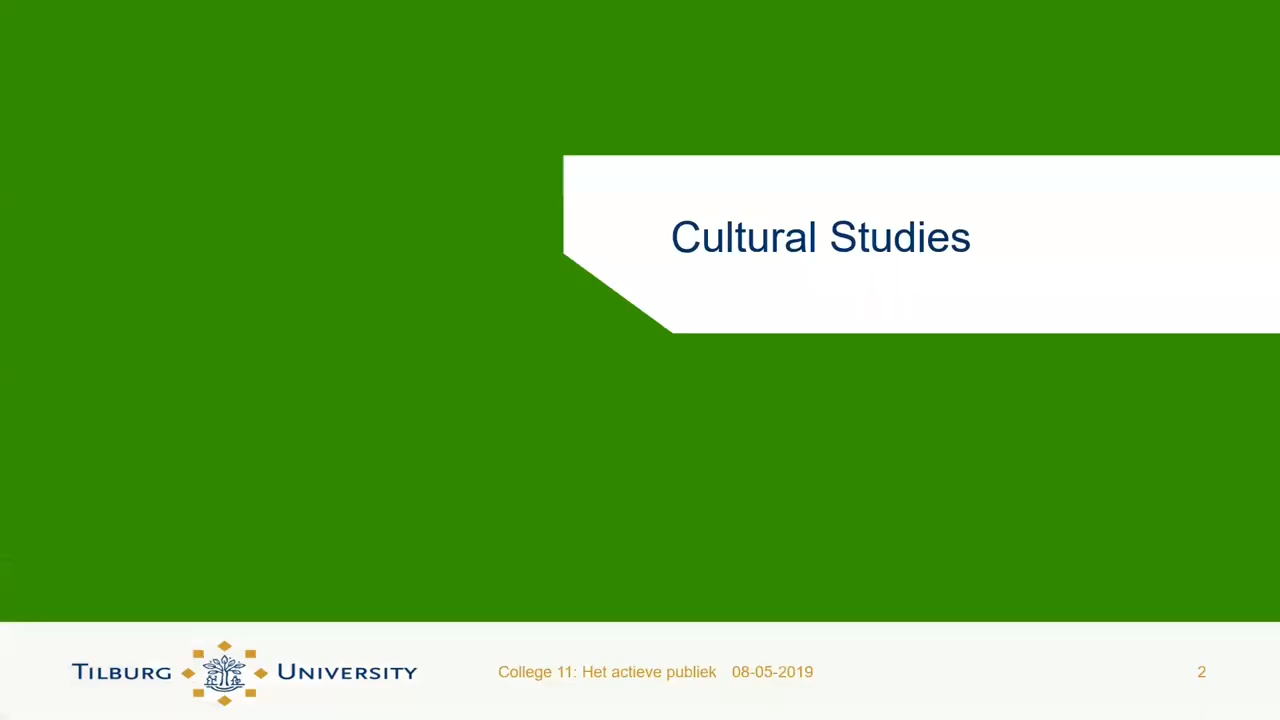 Cultural Studies
TILBURG UNIVERSITY
College 11: Het actieve publiek 08-05-2019
2